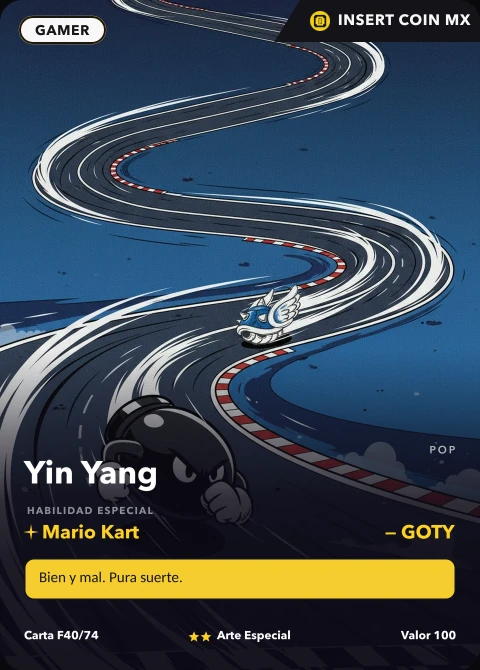 GAMER
INSERT COIN MX
POP
Yin Yang
HABILIDAD ESPECIAL
Mario Kart
— GOTY
Bien y mal. Pura suerte.
Carta F40/74
Arte Especial
Valor 100